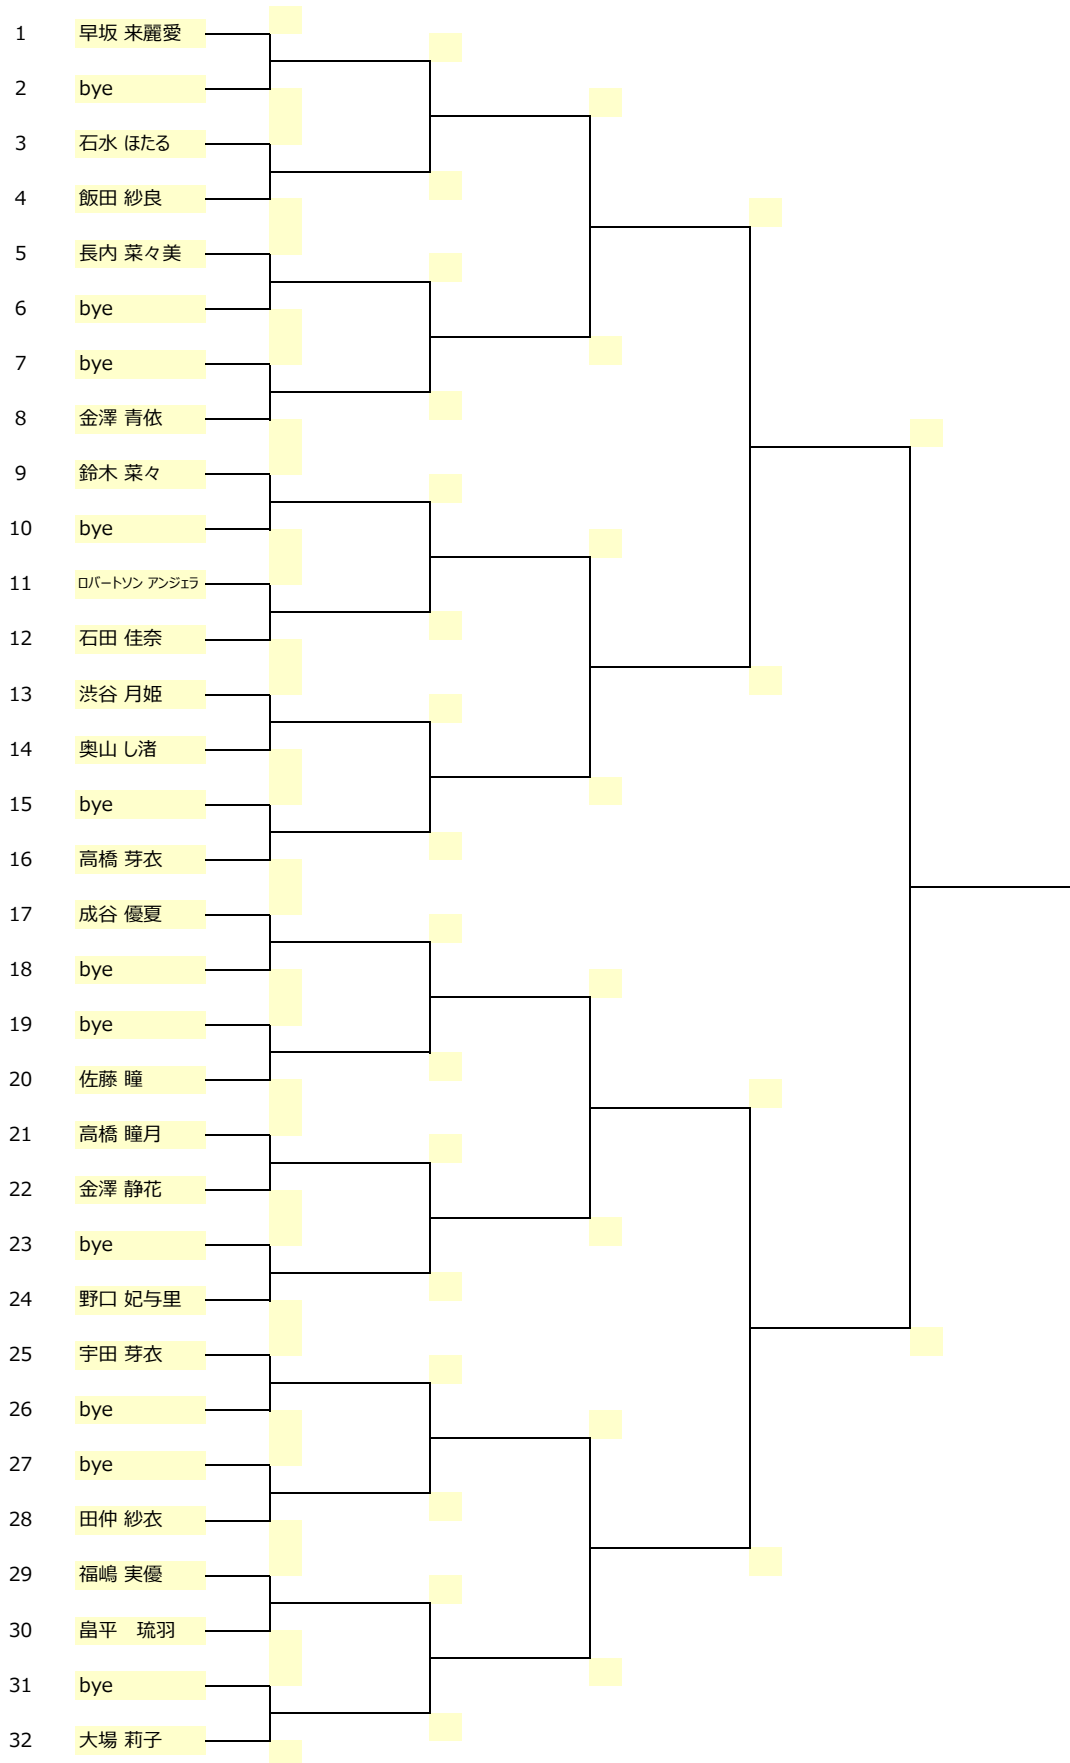 1 早坂 来麗愛
2 bye
3 石水 ほたる
4 飯田 紗良
5 長内 菜々美
6 bye
7 bye
8 金澤 青依
9 鈴木 菜々
10 bye
11 ロバートソン アンジェラ
12 石田 佳奈
13 渋谷 月姫
14 奥山 し渚
15 bye
16 高橋 芽衣
17 成谷 優夏
18 bye
19 bye
20 佐藤 瞳
21 高橋 瞳月
22 金澤 静花
23 bye
24 野口 妃与里
25 宇田 芽衣
26 bye
27 bye
28 田仲 紗衣
29 福嶋 実優
30 畠平　琉羽
31 bye
32 大場 莉子